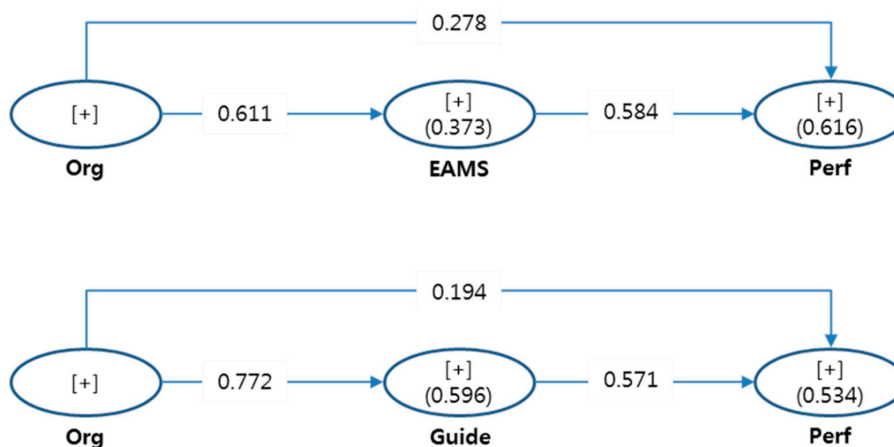 0.278
[+]
0.611
[+]
(0.373)
0.584
[+]
(0.616)
Org
EAMS
Perf
0.194
[+]
0.772
[+]
(0.596)
0.571
[+]
(0.534)
Org
Guide
Perf